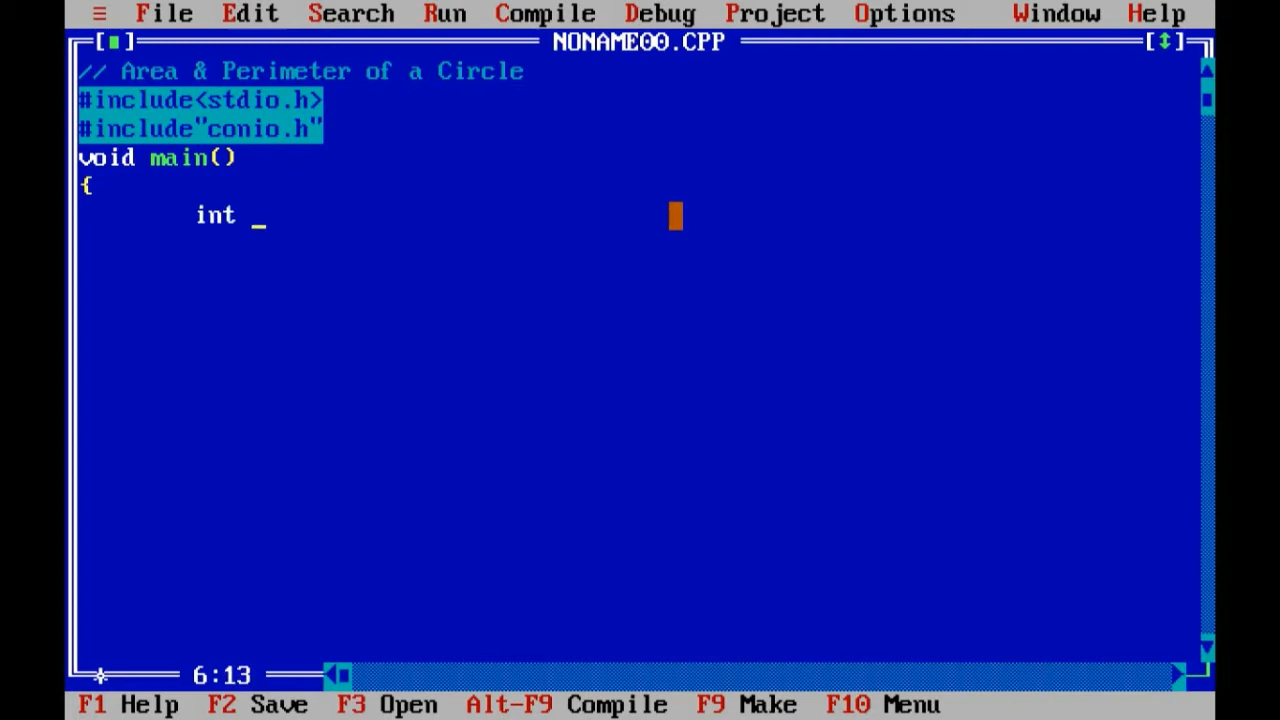 ≡ File Edit Search Run Compile Debug Project Options Window Help
[■] NONAME00.CPP [↕]
// Area & Perimeter of a Circle
#include<stdio.h>
#include"conio.h"
void main()
{
int _
6:13
F1 Help F2 Save F3 Open Alt-F9 Compile F9 Make F10 Menu